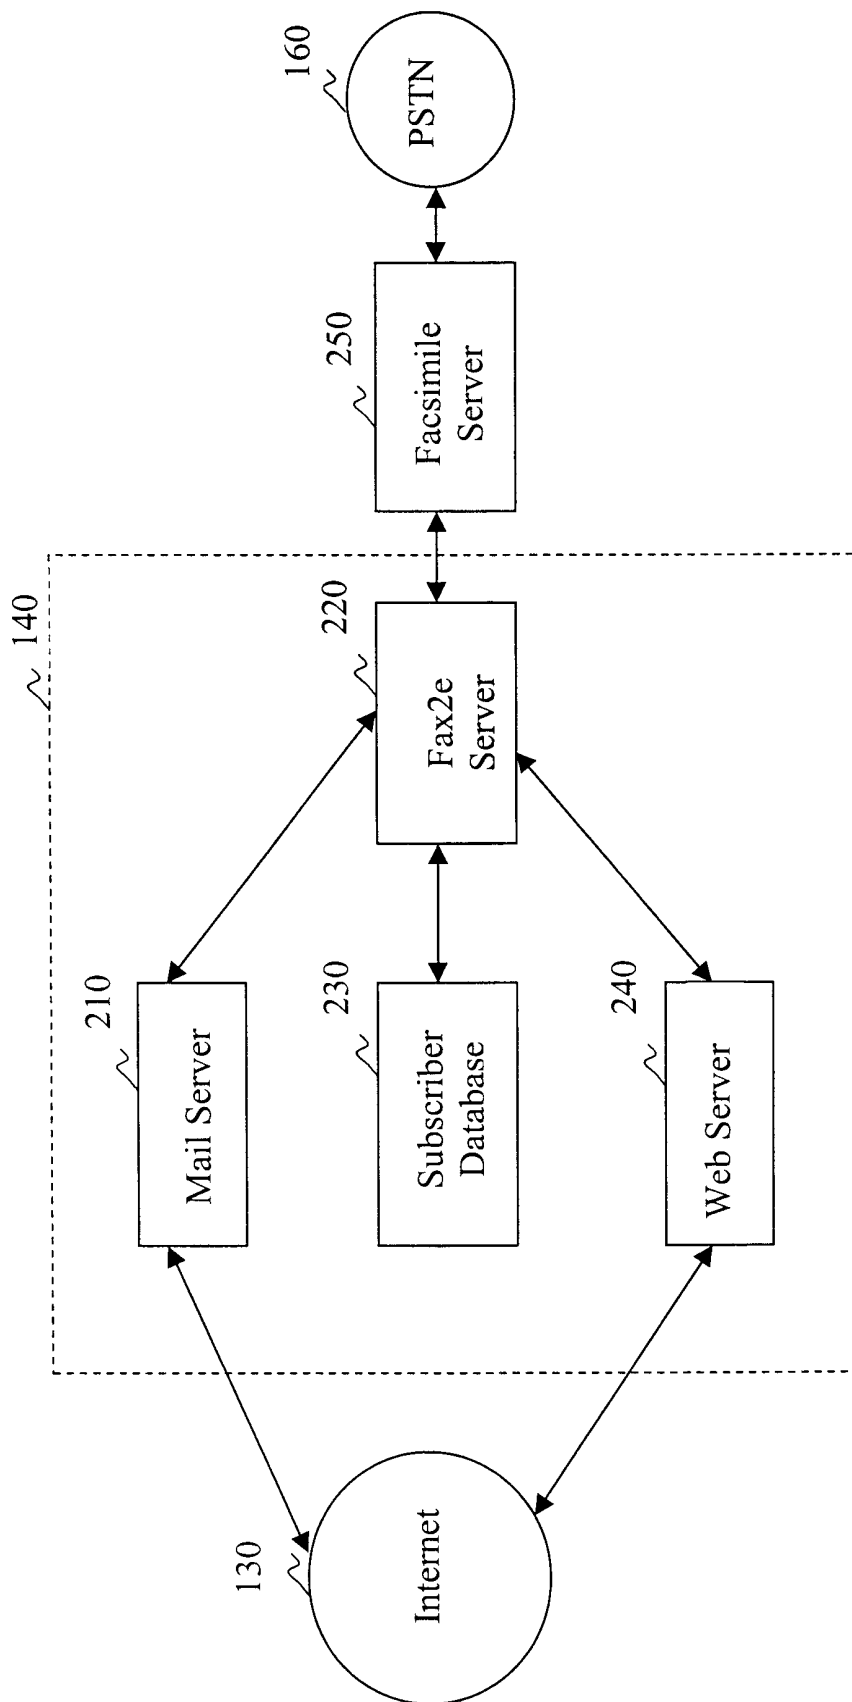 140
130
Internet
210
Mail Server
230
Subscriber
Database
240
Web Server
220
Fax2e
Server
250
Facsimile
Server
160
PSTN